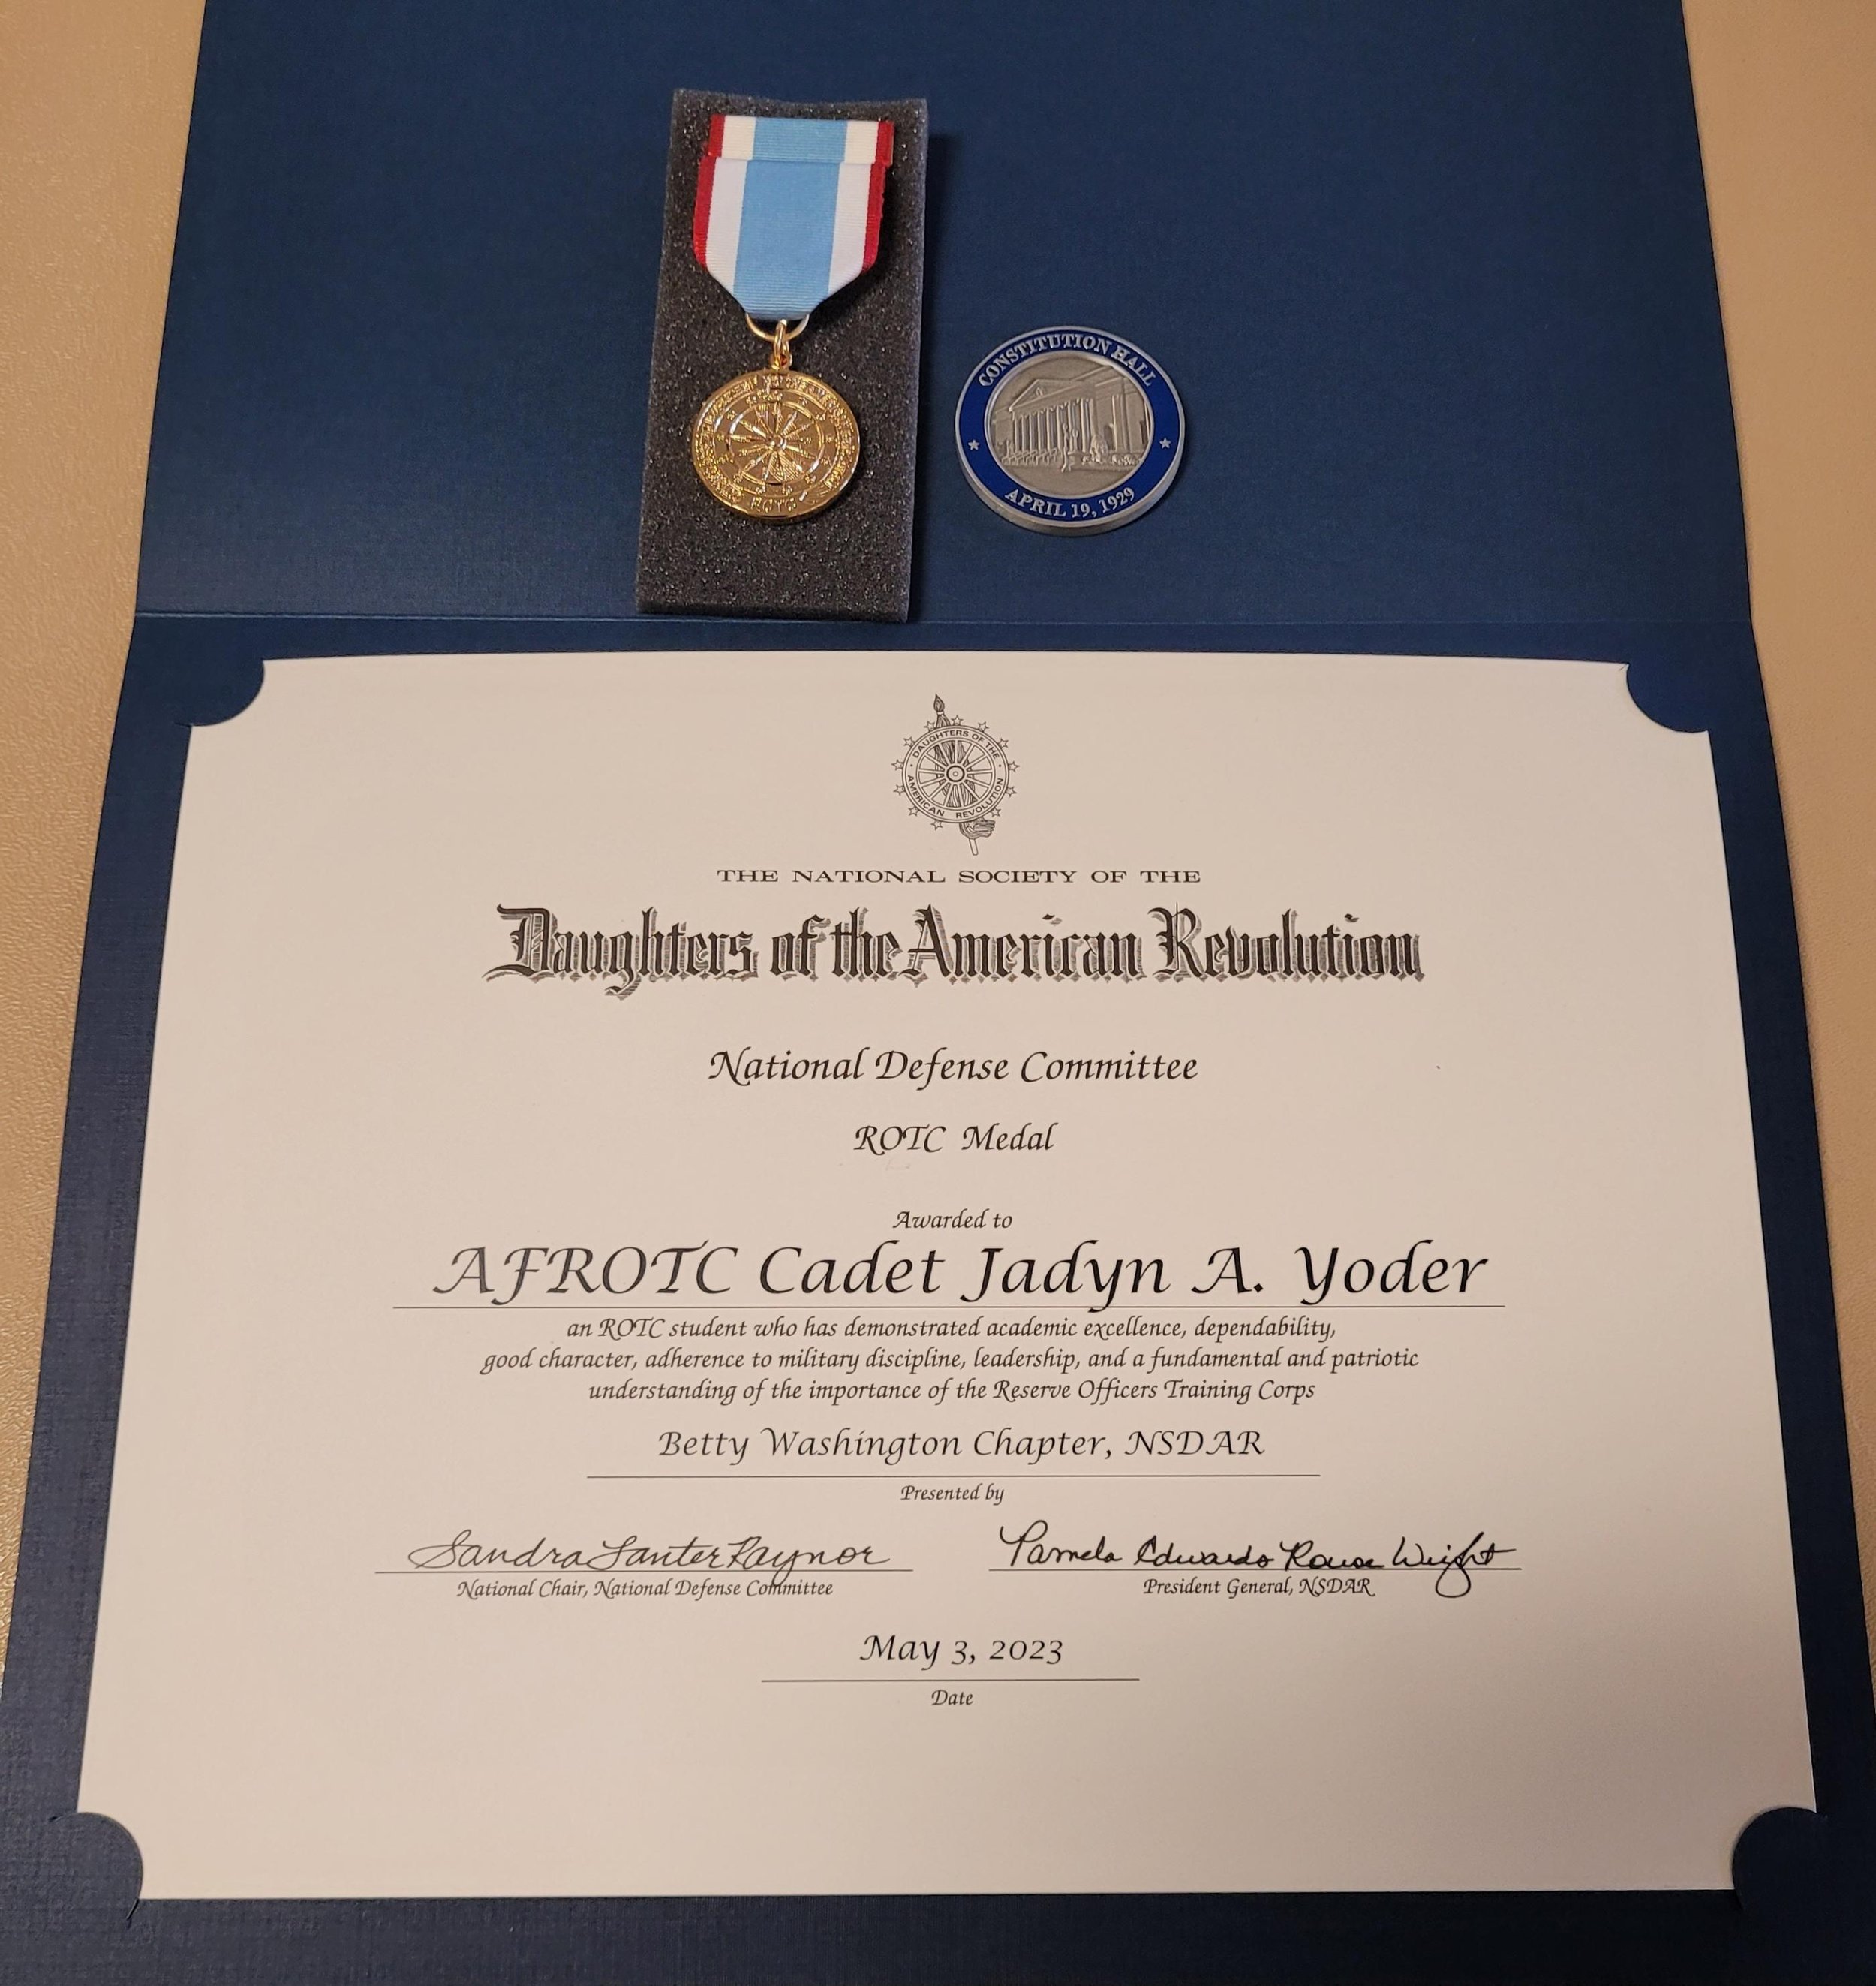 CONSTITUTION HALL
APRIL 19, 1929
ROTC
DAUGHTERS OF THE
AMERICAN REVOLUTION
THE NATIONAL SOCIETY OF THE
Daughters of the American Revolution
National Defense Committee
ROTC Medal
Awarded to
AFROTC Cadet Jadyn A. Yoder
an ROTC student who has demonstrated academic excellence, dependability,
good character, adherence to military discipline, leadership, and a fundamental and patriotic
understanding of the importance of the Reserve Officers Training Corps
Betty Washington Chapter, NSDAR
Presented by
Sandra Lanter Raynor
Pamela Edwards Rouse Wright
National Chair, National Defense Committee
President General, NSDAR
May 3, 2023
Date